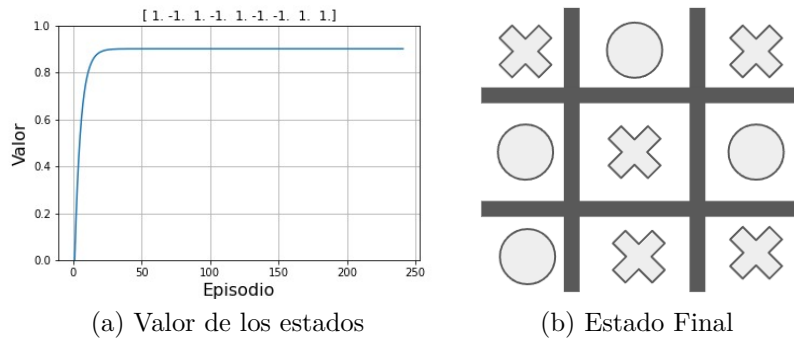 [ 1. -1. 1. -1. 1. -1. -1. 1. 1.]
1.0
0.8
0.6
0.4
0.2
0.0
Valor
0 50 100 150 200 250
Episodio
(a) Valor de los estados
(b) Estado Final